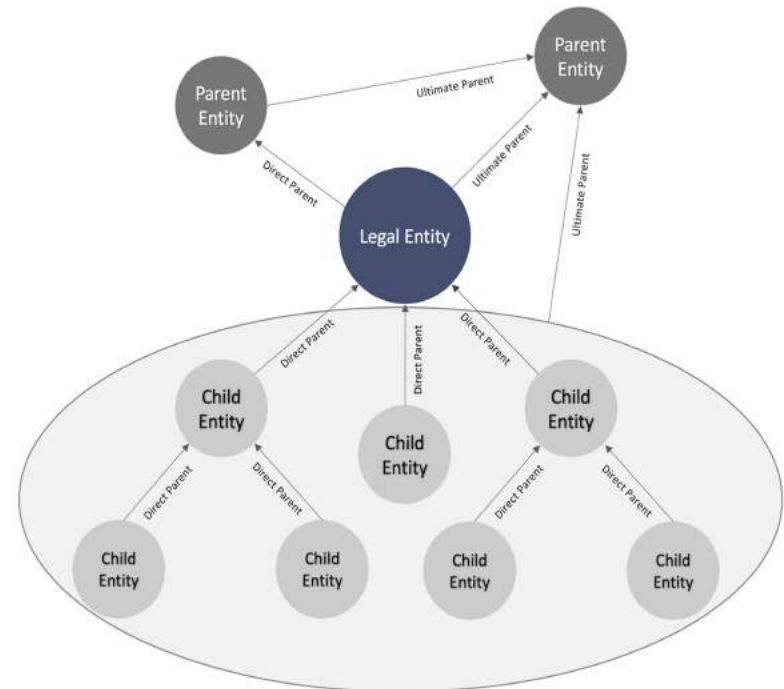 Parent
Entity
Parent
Entity
Ultimate Parent
Direct Parent
Ultimate Parent
Ultimate Parent
Legal Entity
Direct Parent
Direct Parent
Direct Parent
Child
Entity
Child
Entity
Child
Entity
Direct Parent
Direct Parent
Direct Parent
Direct Parent
Child
Entity
Child
Entity
Child
Entity
Child
Entity